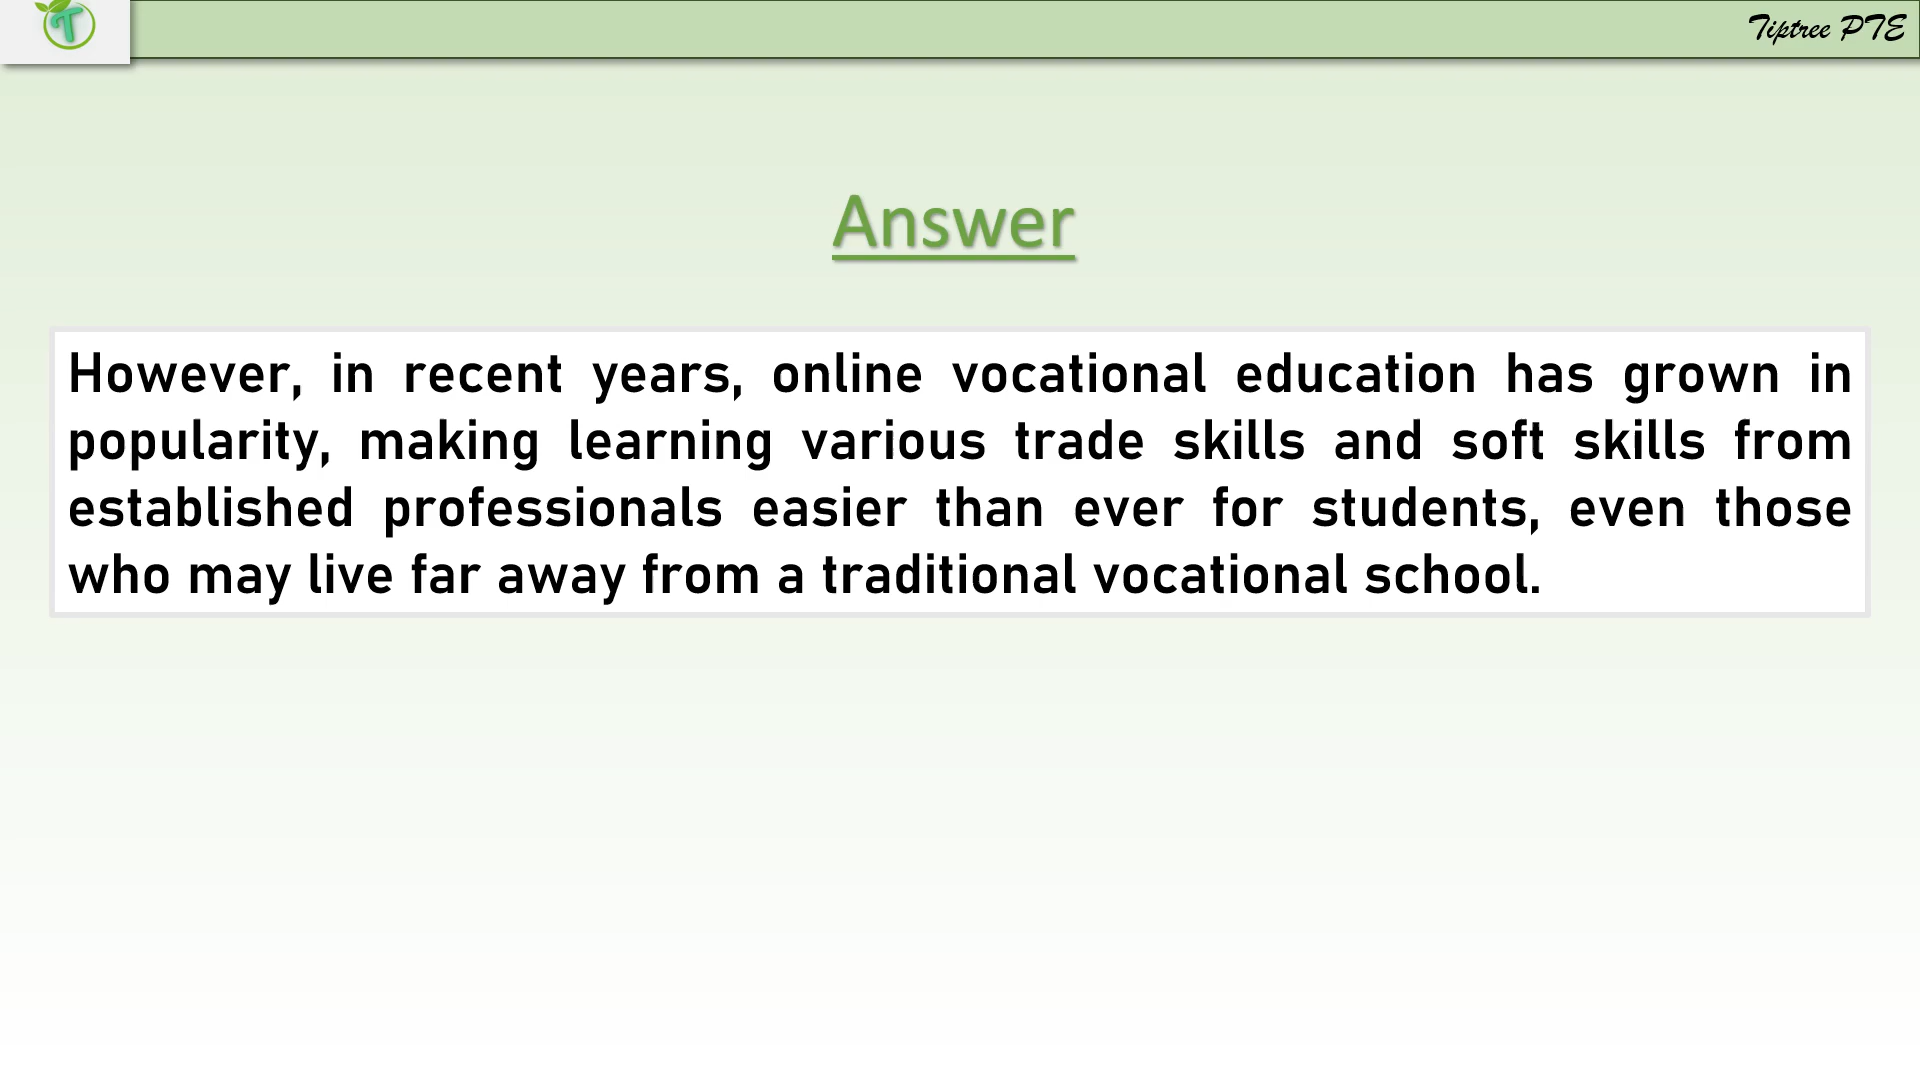 T
Tiptree PTE
Answer
However, in recent years, online vocational education has grown in
popularity, making learning various trade skills and soft skills from
established professionals easier than ever for students, even those
who may live far away from a traditional vocational school.